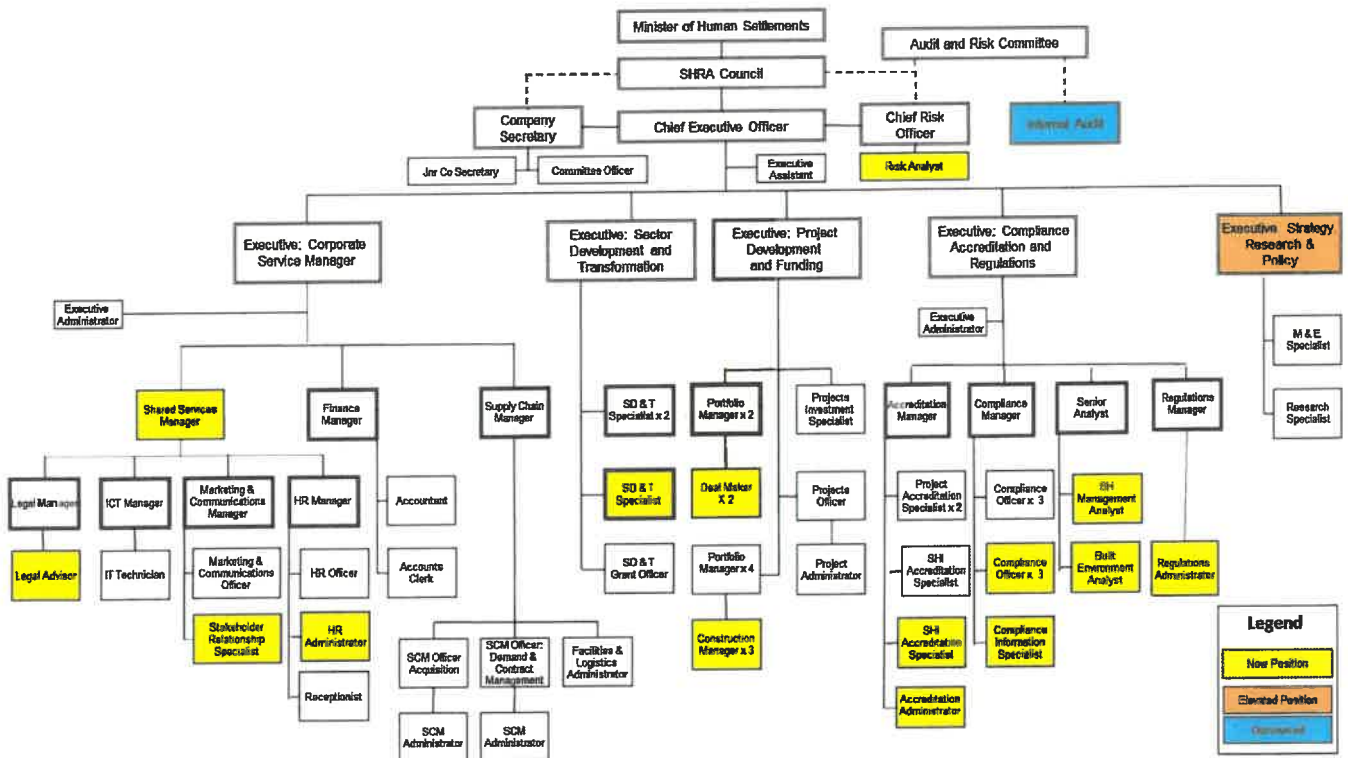 Minister of Human Settlements
Audit and Risk Committee
SHRA Council
Company
Secretary
Chief Executive Officer
Chief Risk
Officer
Internal Audit
Jnr Co Secretary
Committee Officer
Executive
Assistant
Risk Analyst
Executive: Corporate
Service Manager
Executive: Sector
Development and
Transformation
Executive: Project
Development
and Funding
Executive: Compliance
Accreditation and
Regulations
Executive Strategy
Research &
Policy
Executive
Administrator
Executive
Administrator
M & E
Specialist
Research
Specialist
Shared Services
Manager
Finance
Manager
Supply Chain
Manager
SD & T
Specialist x 2
Portfolio
Manager x 2
Projects
Investment
Specialist
Accreditation
Manager
Compliance
Manager
Senior
Analyst
Regulations
Manager
Legal Manager
ICT Manager
Marketing &
Communications
Manager
HR Manager
Accountant
SD & T
Specialist
Deal Maker
X 2
Projects
Officer
Project
Accreditation
Specialist x 2
Compliance
Officer x 3
SH
Management
Analyst
Legal Advisor
IT Technician
Marketing &
Communications
Officer
HR Officer
Accounts
Clerk
SD & T
Grant Officer
Portfolio
Manager x 4
Project
Administrator
SHI
Accreditation
Specialist
Compliance
Officer x 3
Built
Environment
Analyst
Regulations
Administrator
Stakeholder
Relationship
Specialist
HR
Administrator
Construction
Manager x 3
SHI
Accreditation
Specialist
Compliance
Information
Specialist
Receptionist
SCM Officer
Acquisition
SCM Officer:
Demand &
Contract
Management
Facilities &
Logistics
Administrator
Accreditation
Administrator
SCM
Administrator
SCM
Administrator
Legend
New Position
Elevated Position
Outsourced